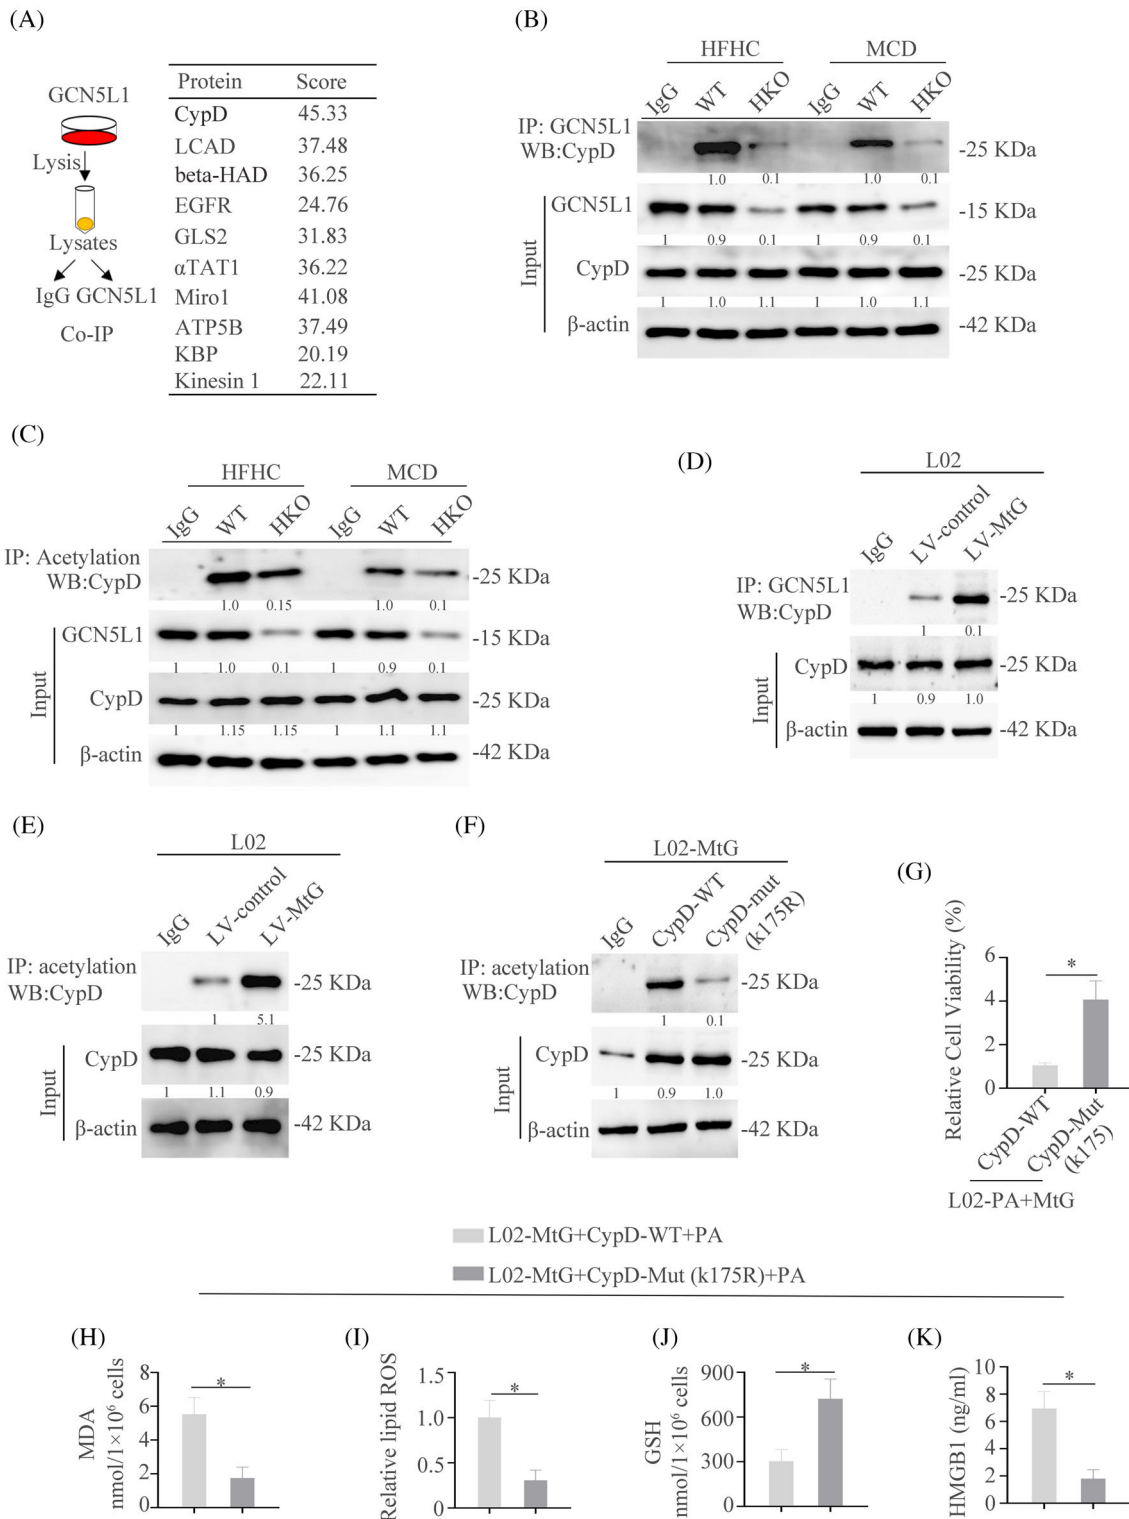 (A)
GCN5L1
Lysis
Lysates
IgG GCN5L1
Co-IP
Protein Score
CypD 45.33
LCAD 37.48
beta-HAD 36.25
EGFR 24.76
GLS2 31.83
αTAT1 36.22
Miro1 41.08
ATP5B 37.49
KBP 20.19
Kinesin 1 22.11
(B)
HFHC MCD
IgG WT HKO IgG WT HKO
IP: GCN5L1
WB:CypD
-25 KDa
1.0 0.1 1.0 0.1
Input
GCN5L1 -15 KDa
1 0.9 0.1 1 0.9 0.1
CypD -25 KDa
1 1.0 1.1 1 1.0 1.1
β-actin -42 KDa
(C)
HFHC MCD
IgG WT HKO IgG WT HKO
IP: Acetylation
WB:CypD
-25 KDa
1.0 0.15 1.0 0.1
Input
GCN5L1 -15 KDa
1 1.0 0.1 1 0.9 0.1
CypD -25 KDa
1 1.15 1.15 1 1.1 1.1
β-actin -42 KDa
(D)
L02
IgG LV-control LV-MtG
IP: GCN5L1
WB:CypD
-25 KDa
1 0.1
Input
CypD -25 KDa
1 0.9 1.0
β-actin -42 KDa
(E)
L02
IgG LV-control LV-MtG
IP: acetylation
WB:CypD
-25 KDa
1 5.1
Input
CypD -25 KDa
1 1.1 0.9
β-actin -42 KDa
(F)
L02-MtG
IgG CypD-WT CypD-mut
(k175R)
IP: acetylation
WB:CypD
-25 KDa
1 0.1
Input
CypD -25 KDa
1 0.9 1.0
β-actin -42 KDa
(G)
Relative Cell Viability (%)
6
4
2
0
*
CypD-WT CypD-Mut
(k175)
L02-PA+MtG
L02-MtG+CypD-WT+PA
L02-MtG+CypD-Mut (k175R)+PA
(H)
MDA
nmol/1×10⁶ cells
8
6
4
2
0
*
(I)
Relative lipid ROS
1.5
1.0
0.5
0
*
(J)
GSH
nmol/1×10⁶ cells
900
600
300
0
*
(K)
HMGB1 (ng/ml)
10
8
6
4
2
0
*